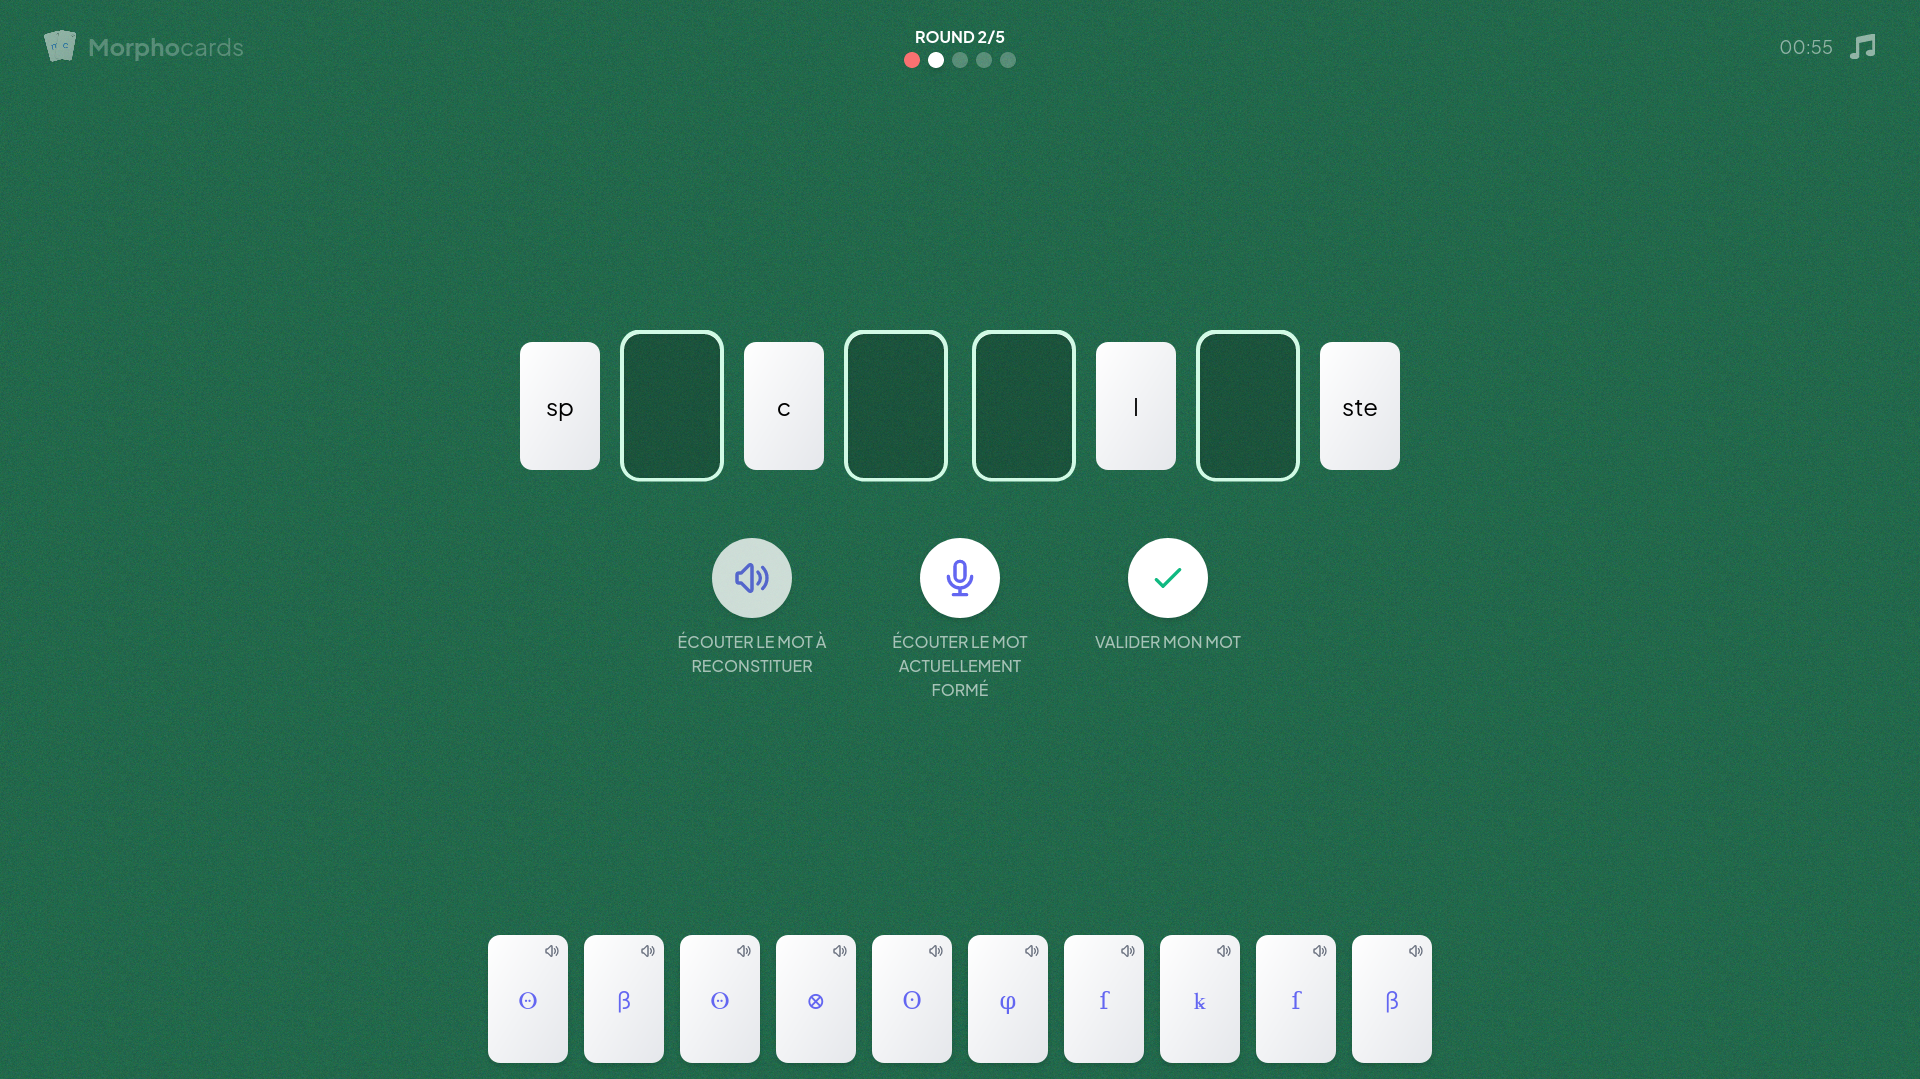 Morphocards
ROUND 2/5
00:55
sp c l ste
ÉCOUTER LE MOT À
RECONSTITUER
ÉCOUTER LE MOT
ACTUELLEMENT
FORMÉ
VALIDER MON MOT
ʘ̈ β ʘ̈ ⊗ ʘ φ ſ ꝁ ſ β